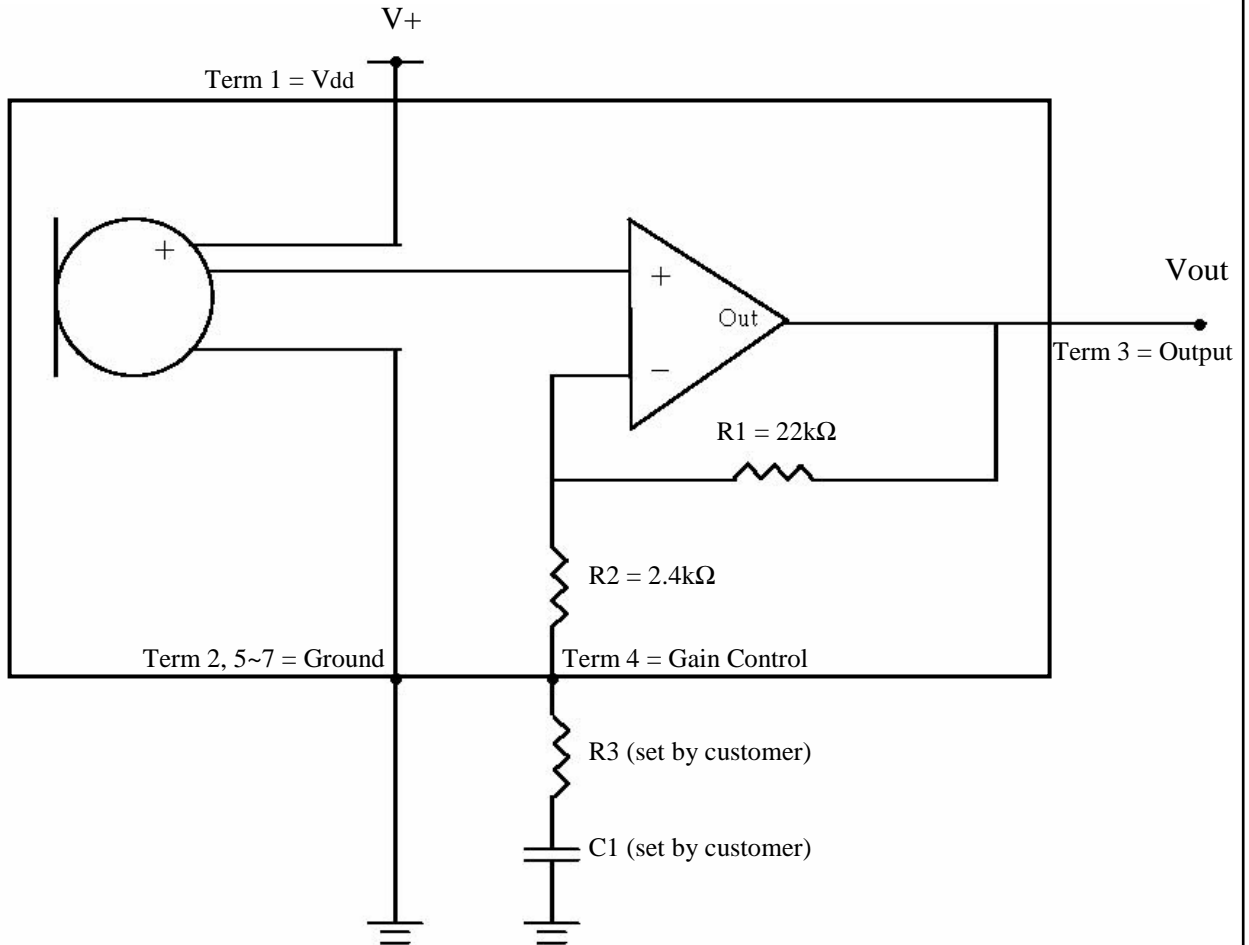 V+
Term 1 = Vdd
+
+
Out
−
Vout
Term 3 = Output
R1 = 22kΩ
R2 = 2.4kΩ
Term 2, 5~7 = Ground
Term 4 = Gain Control
R3 (set by customer)
C1 (set by customer)